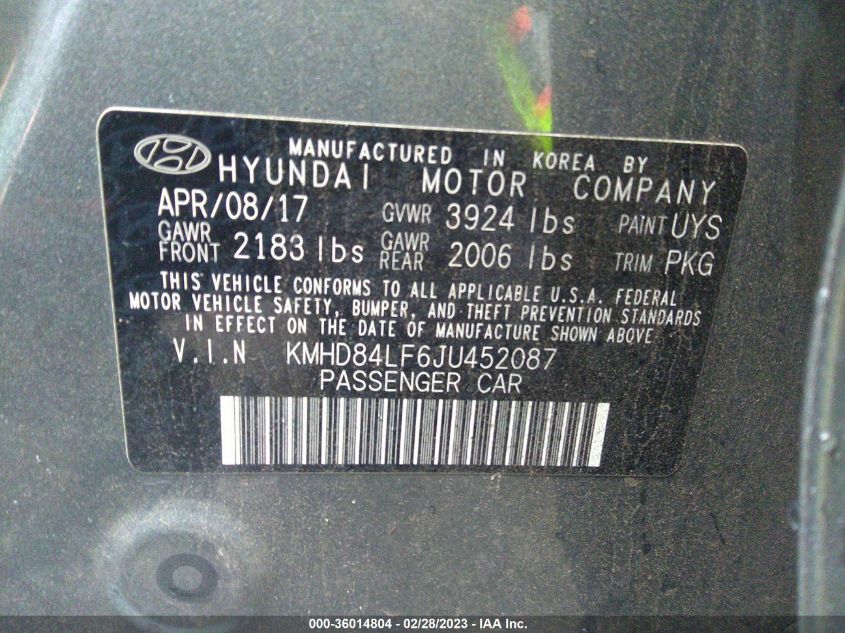 MANUFACTURED IN KOREA BY
HYUNDAI MOTOR COMPANY
APR/08/17 GVWR 3924 lbs PAINT UYS
GAWR FRONT 2183 lbs GAWR REAR 2006 lbs TRIM PKG
THIS VEHICLE CONFORMS TO ALL APPLICABLE U.S.A. FEDERAL
MOTOR VEHICLE SAFETY, BUMPER, AND THEFT PREVENTION STANDARDS
IN EFFECT ON THE DATE OF MANUFACTURE SHOWN ABOVE
V.I.N KMHD84LF6JU452087
PASSENGER CAR
000-36014804 - 02/28/2023 - IAA Inc.